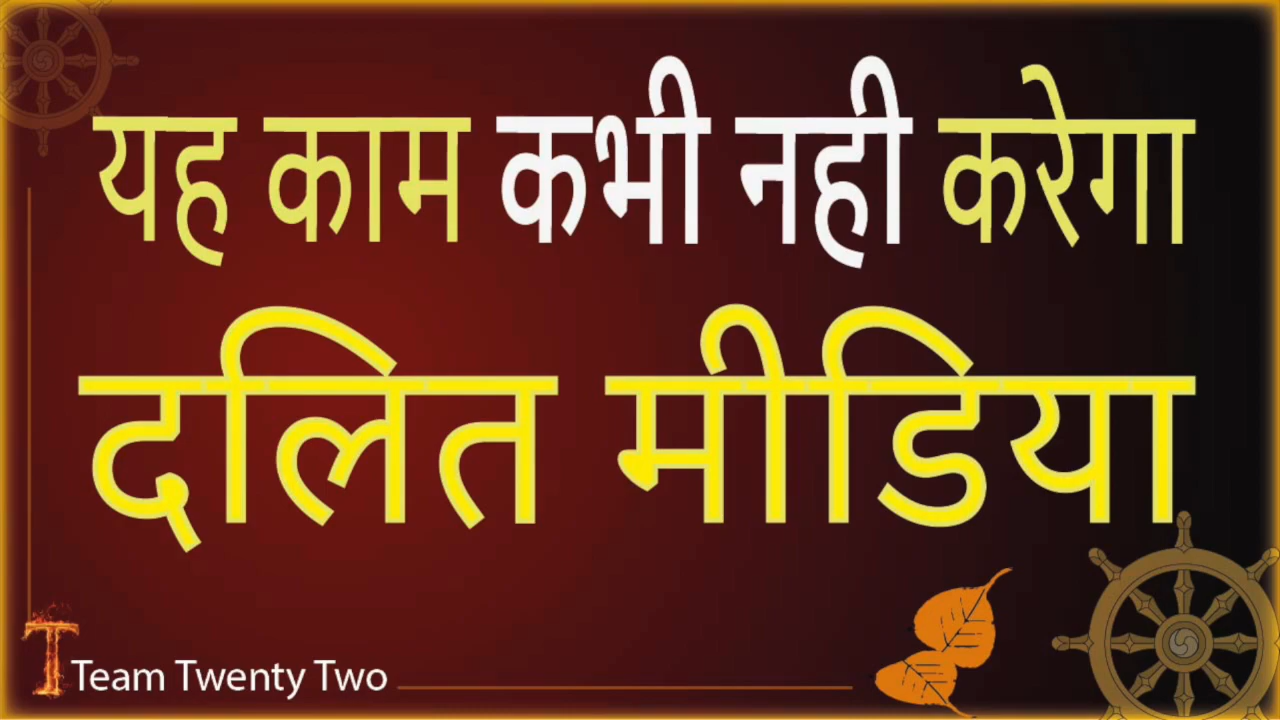 यह काम कभी नही करेगा
दलित मीडिया
T Team Twenty Two